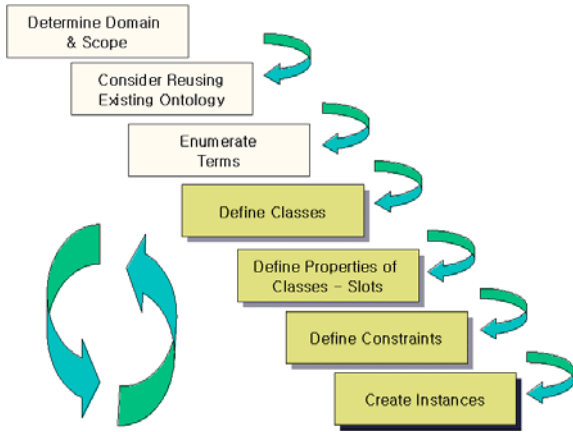 Determine Domain
& Scope
Consider Reusing
Existing Ontology
Enumerate
Terms
Define Classes
Define Properties of
Classes – Slots
Define Constraints
Create Instances